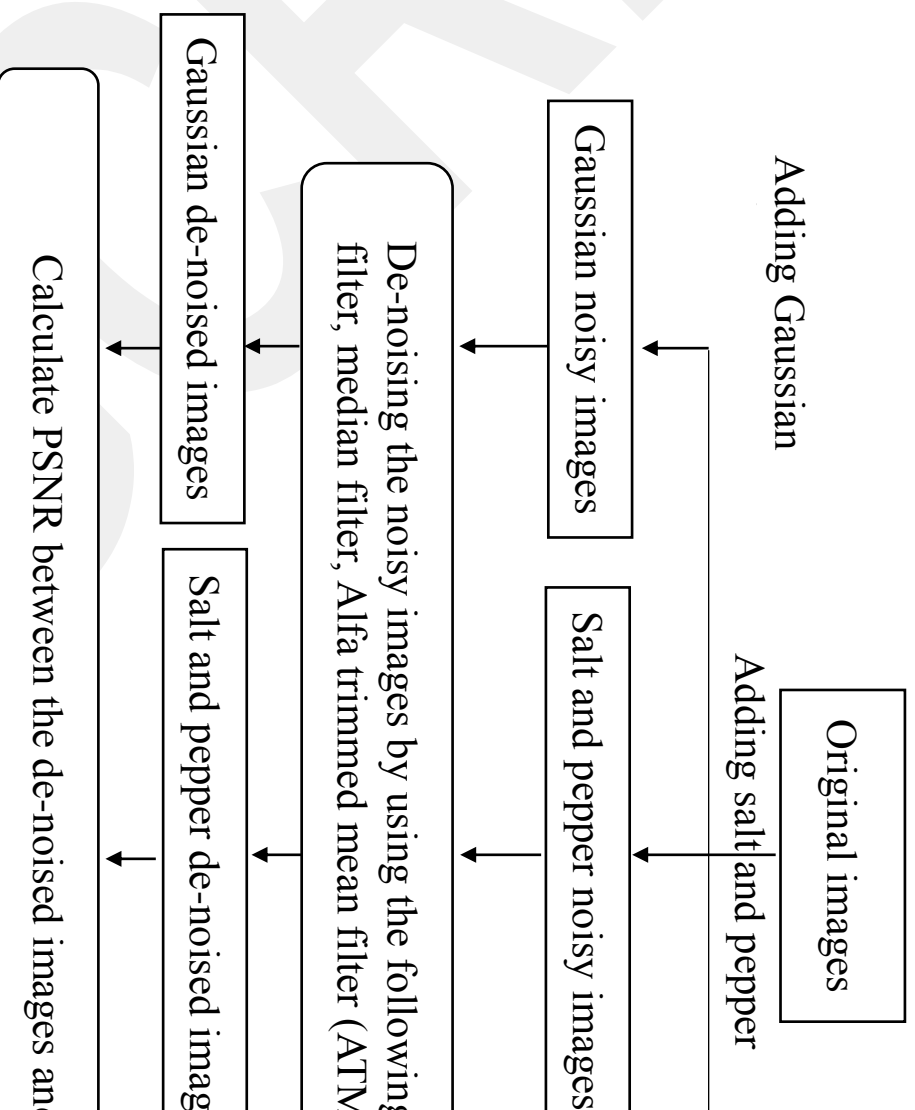 Original images
Adding Gaussian
Adding salt and pepper
Gaussian noisy images
Salt and pepper noisy images
De-noising the noisy images by using the following
filter, median filter, Alfa trimmed mean filter (ATM
Gaussian de-noised images
Salt and pepper de-noised imag
Calculate PSNR between the de-noised images and